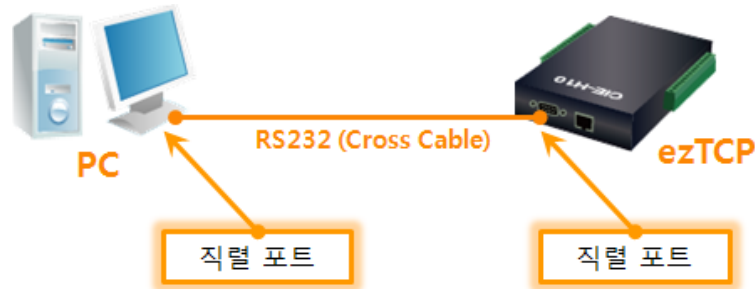 CIE-H10
RS232 (Cross Cable)
PC
ezTCP
직렬 포트
직렬 포트